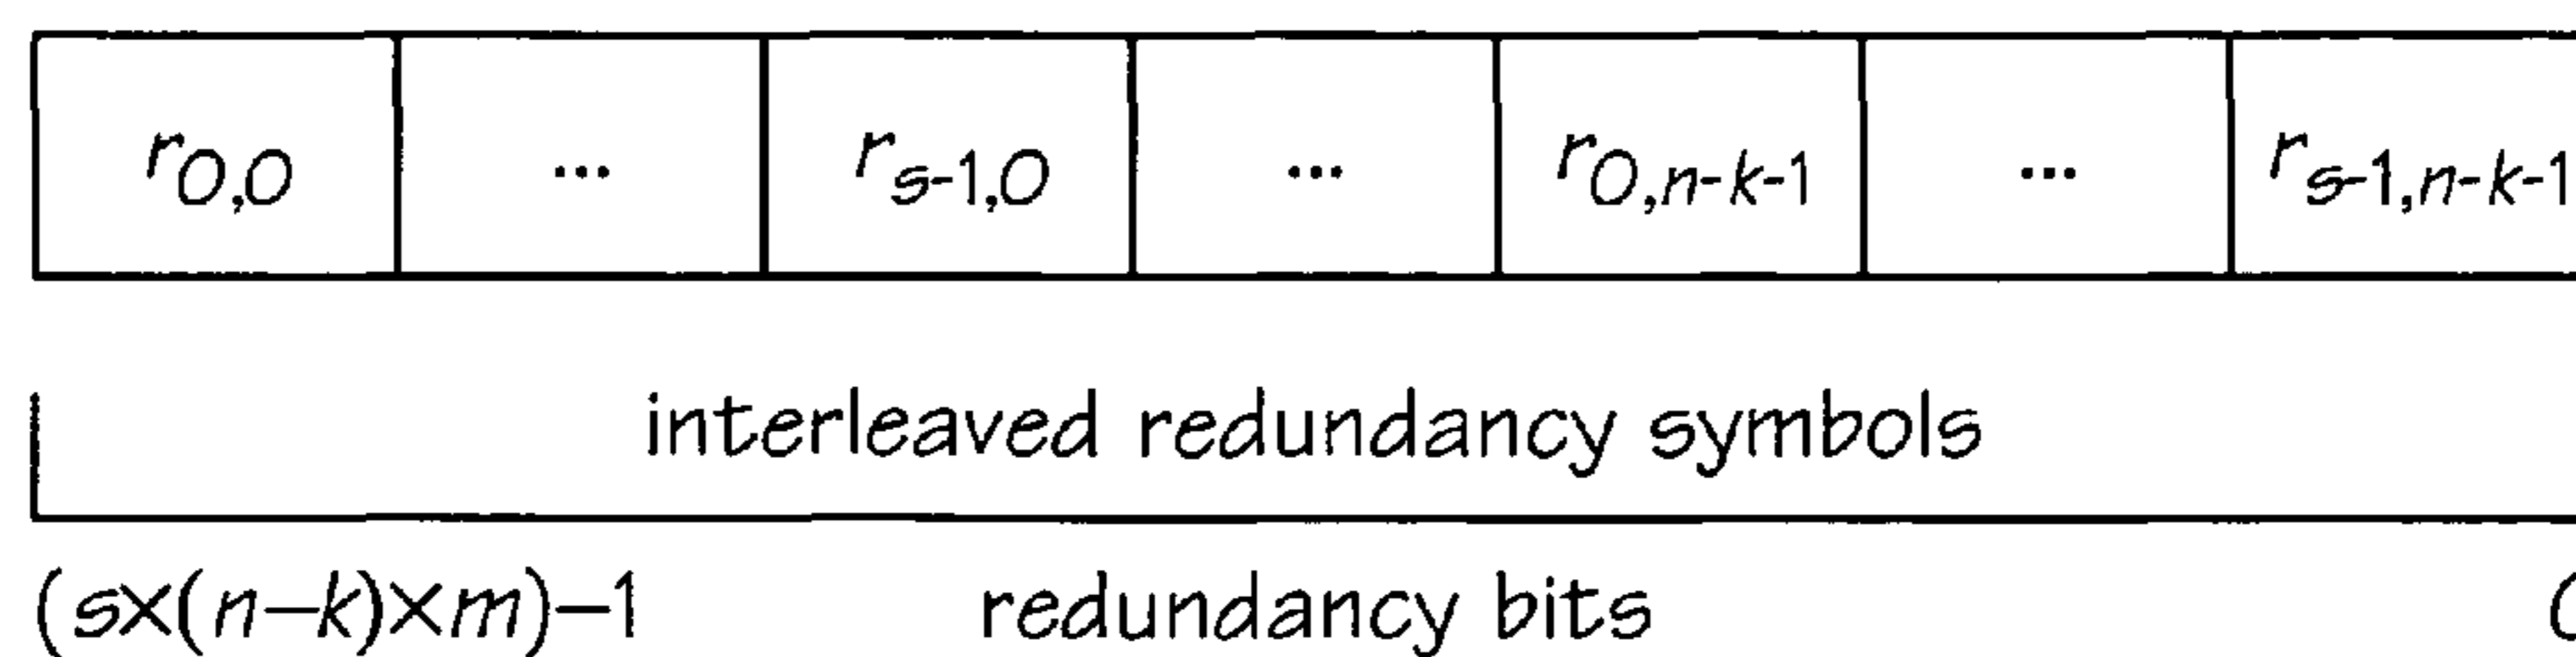 r0,0 ... rs-1,0 ... r0,n-k-1 ... rs-1,n-k-1
interleaved redundancy symbols
(s×(n−k)×m)−1 redundancy bits